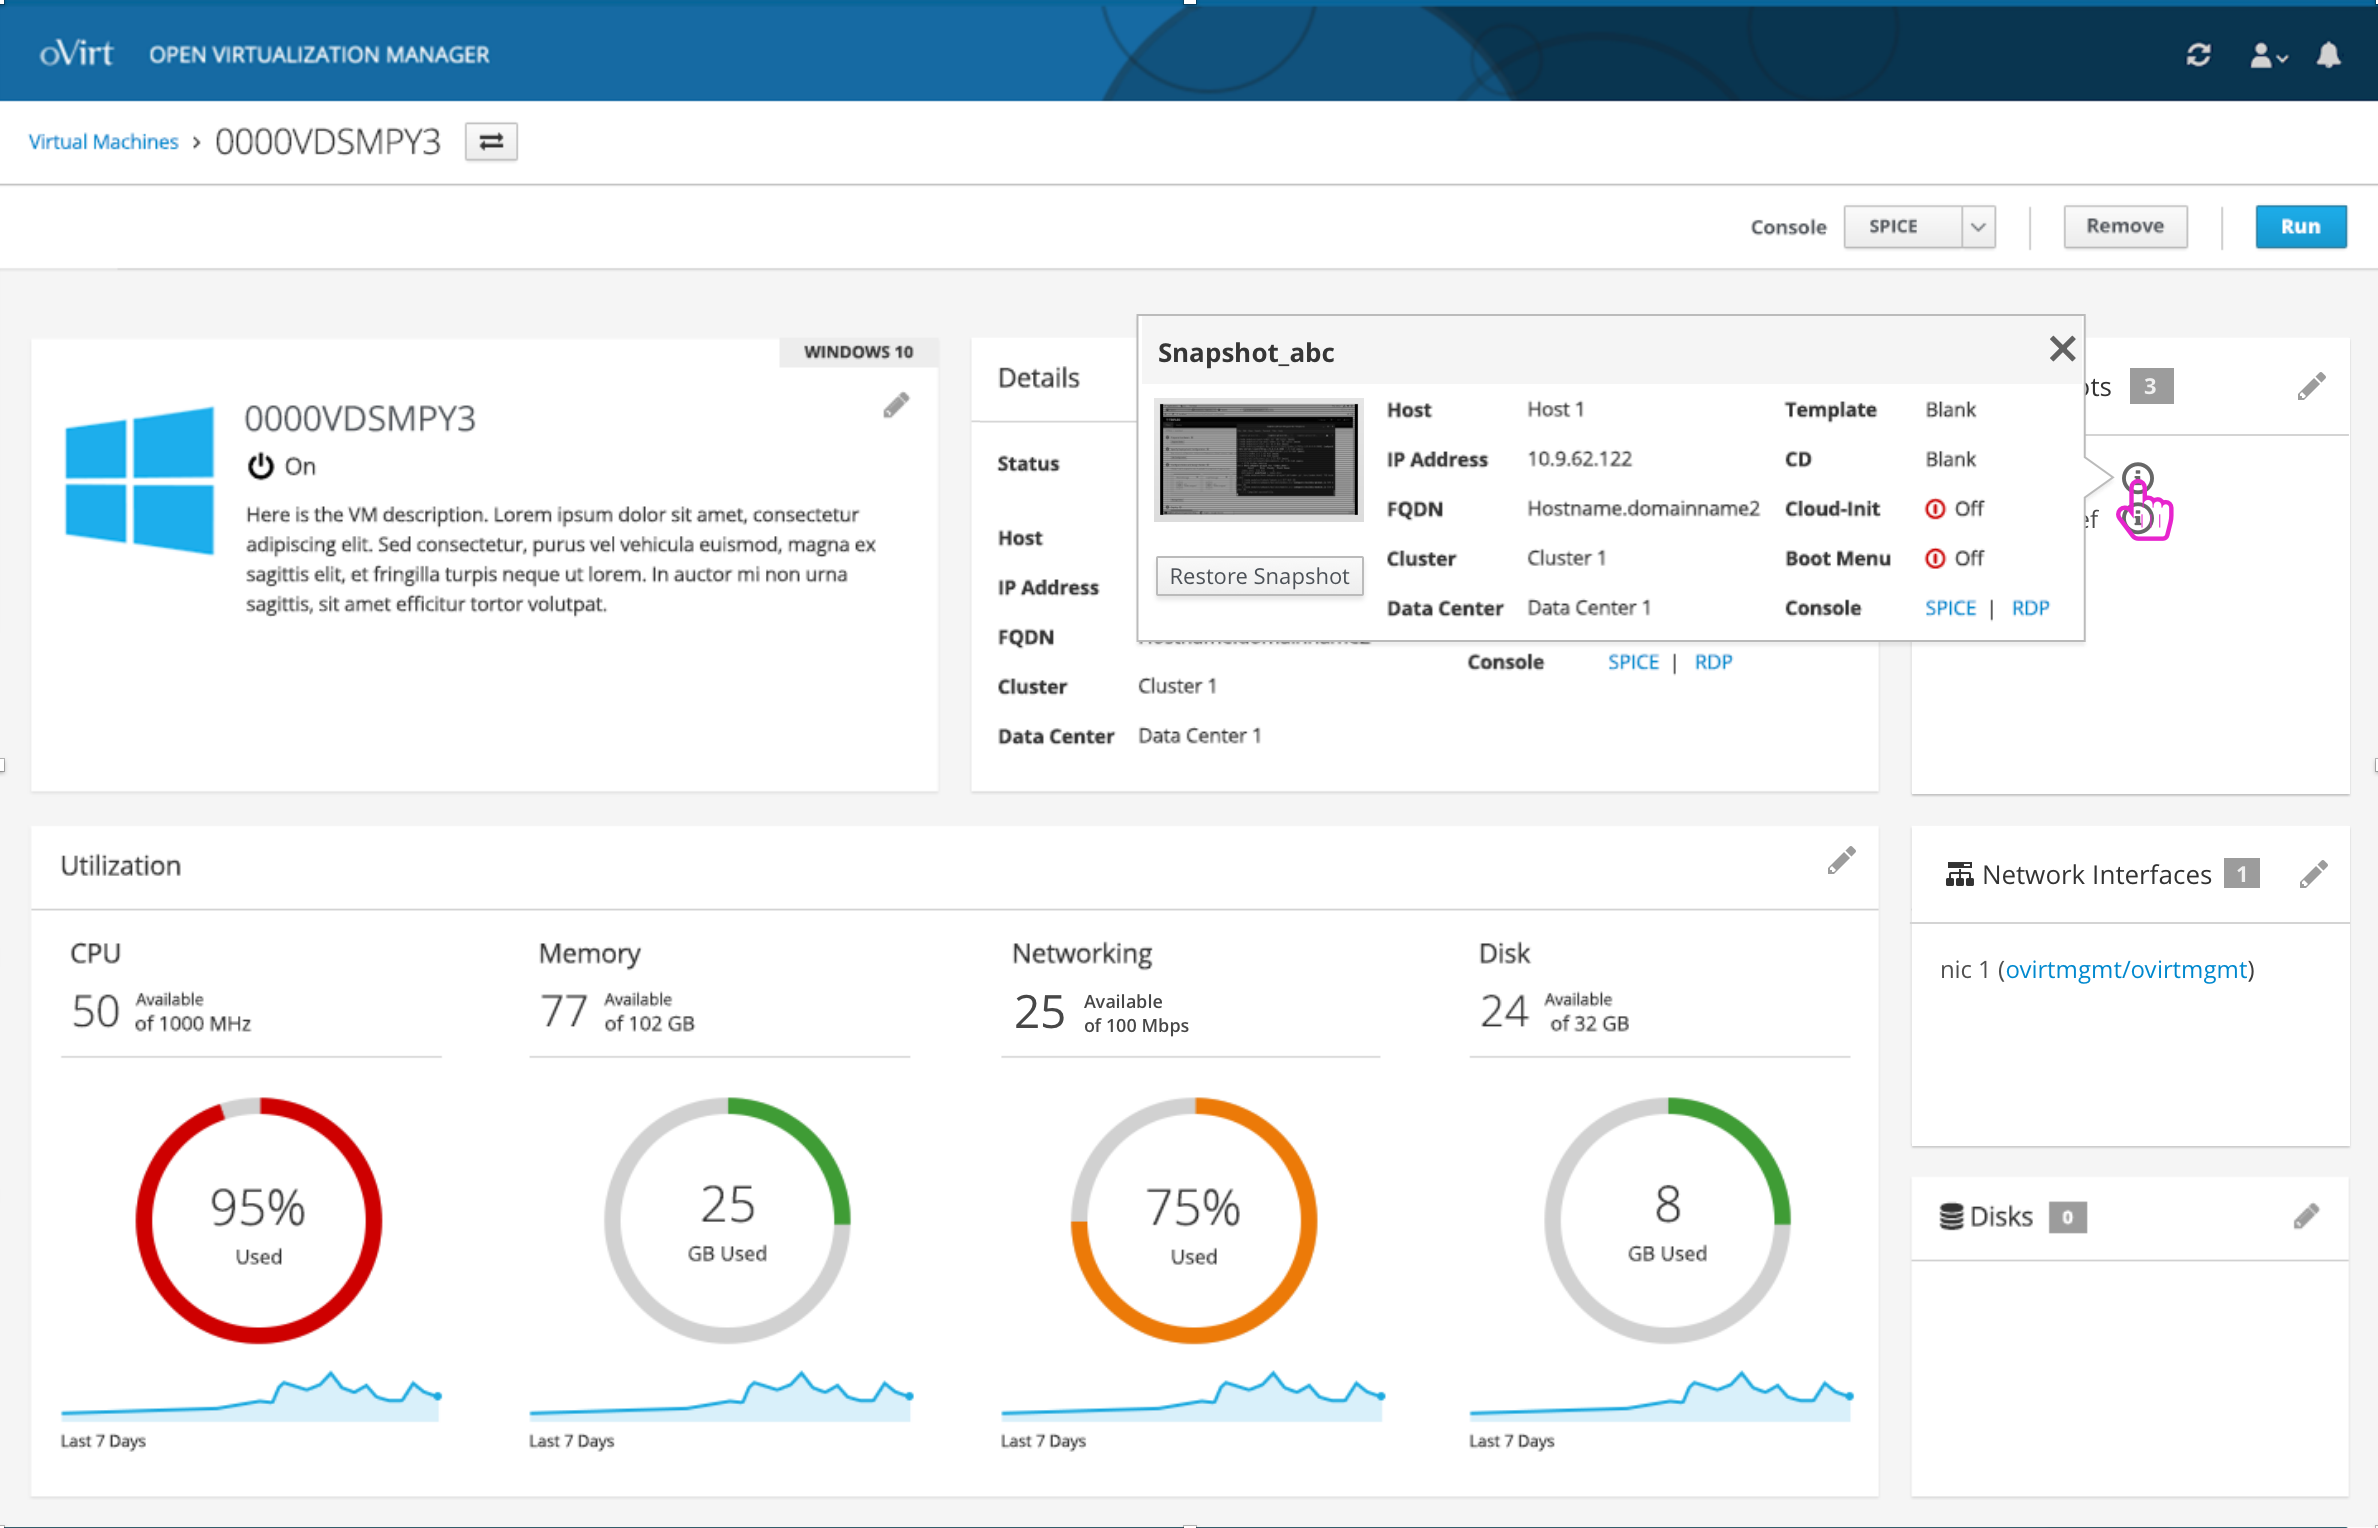 oVirt OPEN VIRTUALIZATION MANAGER
Virtual Machines > 0000VDSMPY3
Console SPICE Remove Run
WINDOWS 10
0000VDSMPY3
On
Here is the VM description. Lorem ipsum dolor sit amet, consectetur
adipiscing elit. Sed consectetur, purus vel vehicula euismod, magna ex
sagittis elit, et fringilla turpis neque ut lorem. In auctor mi non urna
sagittis, sit amet efficitur tortor volutpat.
Details
Status
Host
IP Address
FQDN
Cluster Cluster 1
Data Center Data Center 1
Console SPICE | RDP
Snapshot_abc
Restore Snapshot
Host Host 1
IP Address 10.9.62.122
FQDN Hostname.domainname2
Cluster Cluster 1
Data Center Data Center 1
Template Blank
CD Blank
Cloud-Init Off
Boot Menu Off
Console SPICE | RDP
ots 3
ef
Utilization
CPU
50 Available
of 1000 MHz
95%
Used
Last 7 Days
Memory
77 Available
of 102 GB
25
GB Used
Last 7 Days
Networking
25 Available
of 100 Mbps
75%
Used
Last 7 Days
Disk
24 Available
of 32 GB
8
GB Used
Last 7 Days
Network Interfaces 1
nic 1 (ovirtmgmt/ovirtmgmt)
Disks 0